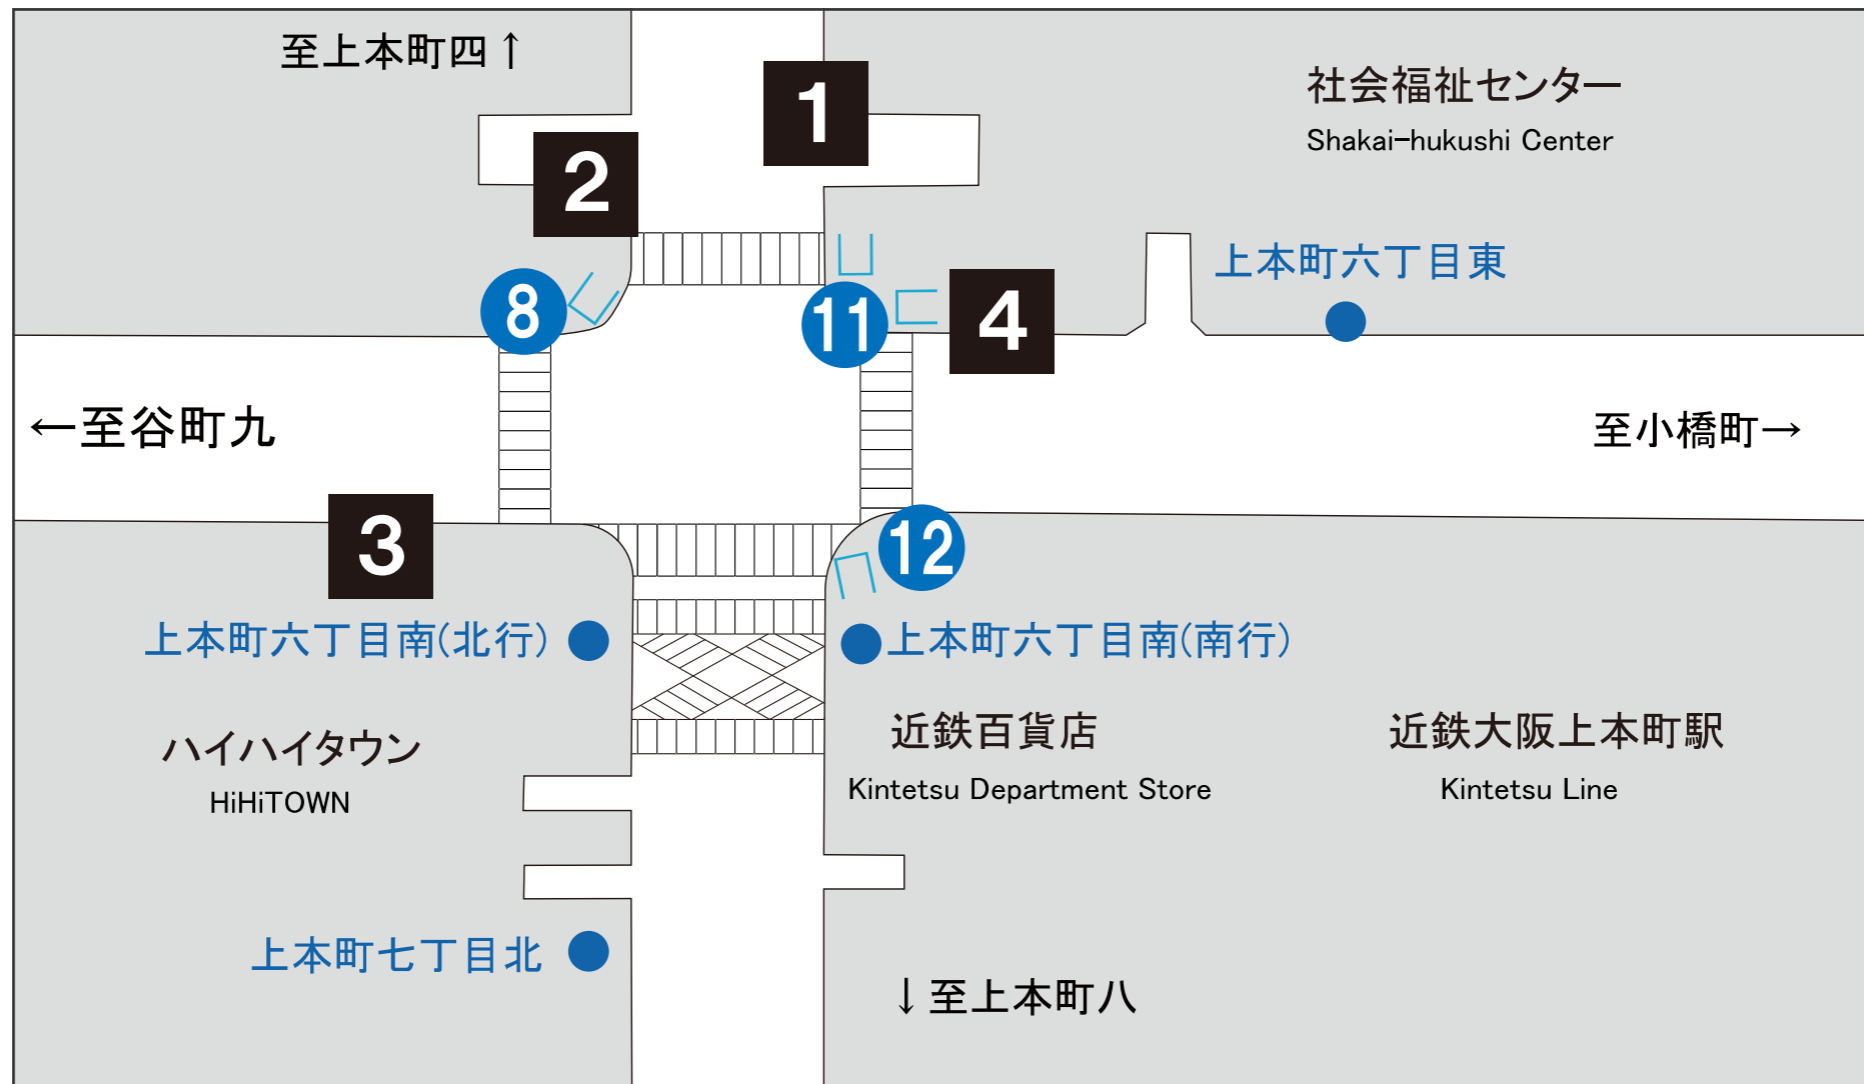 至上本町四↑
1
社会福祉センター
Shakai-hukushi Center
2
上本町六丁目東
8
11
4
←至谷町九
至小橋町→
3
12
上本町六丁目南(北行)
上本町六丁目南(南行)
ハイハイタウン
HiHiTOWN
近鉄百貨店
Kintetsu Department Store
近鉄大阪上本町駅
Kintetsu Line
上本町七丁目北
↓至上本町八